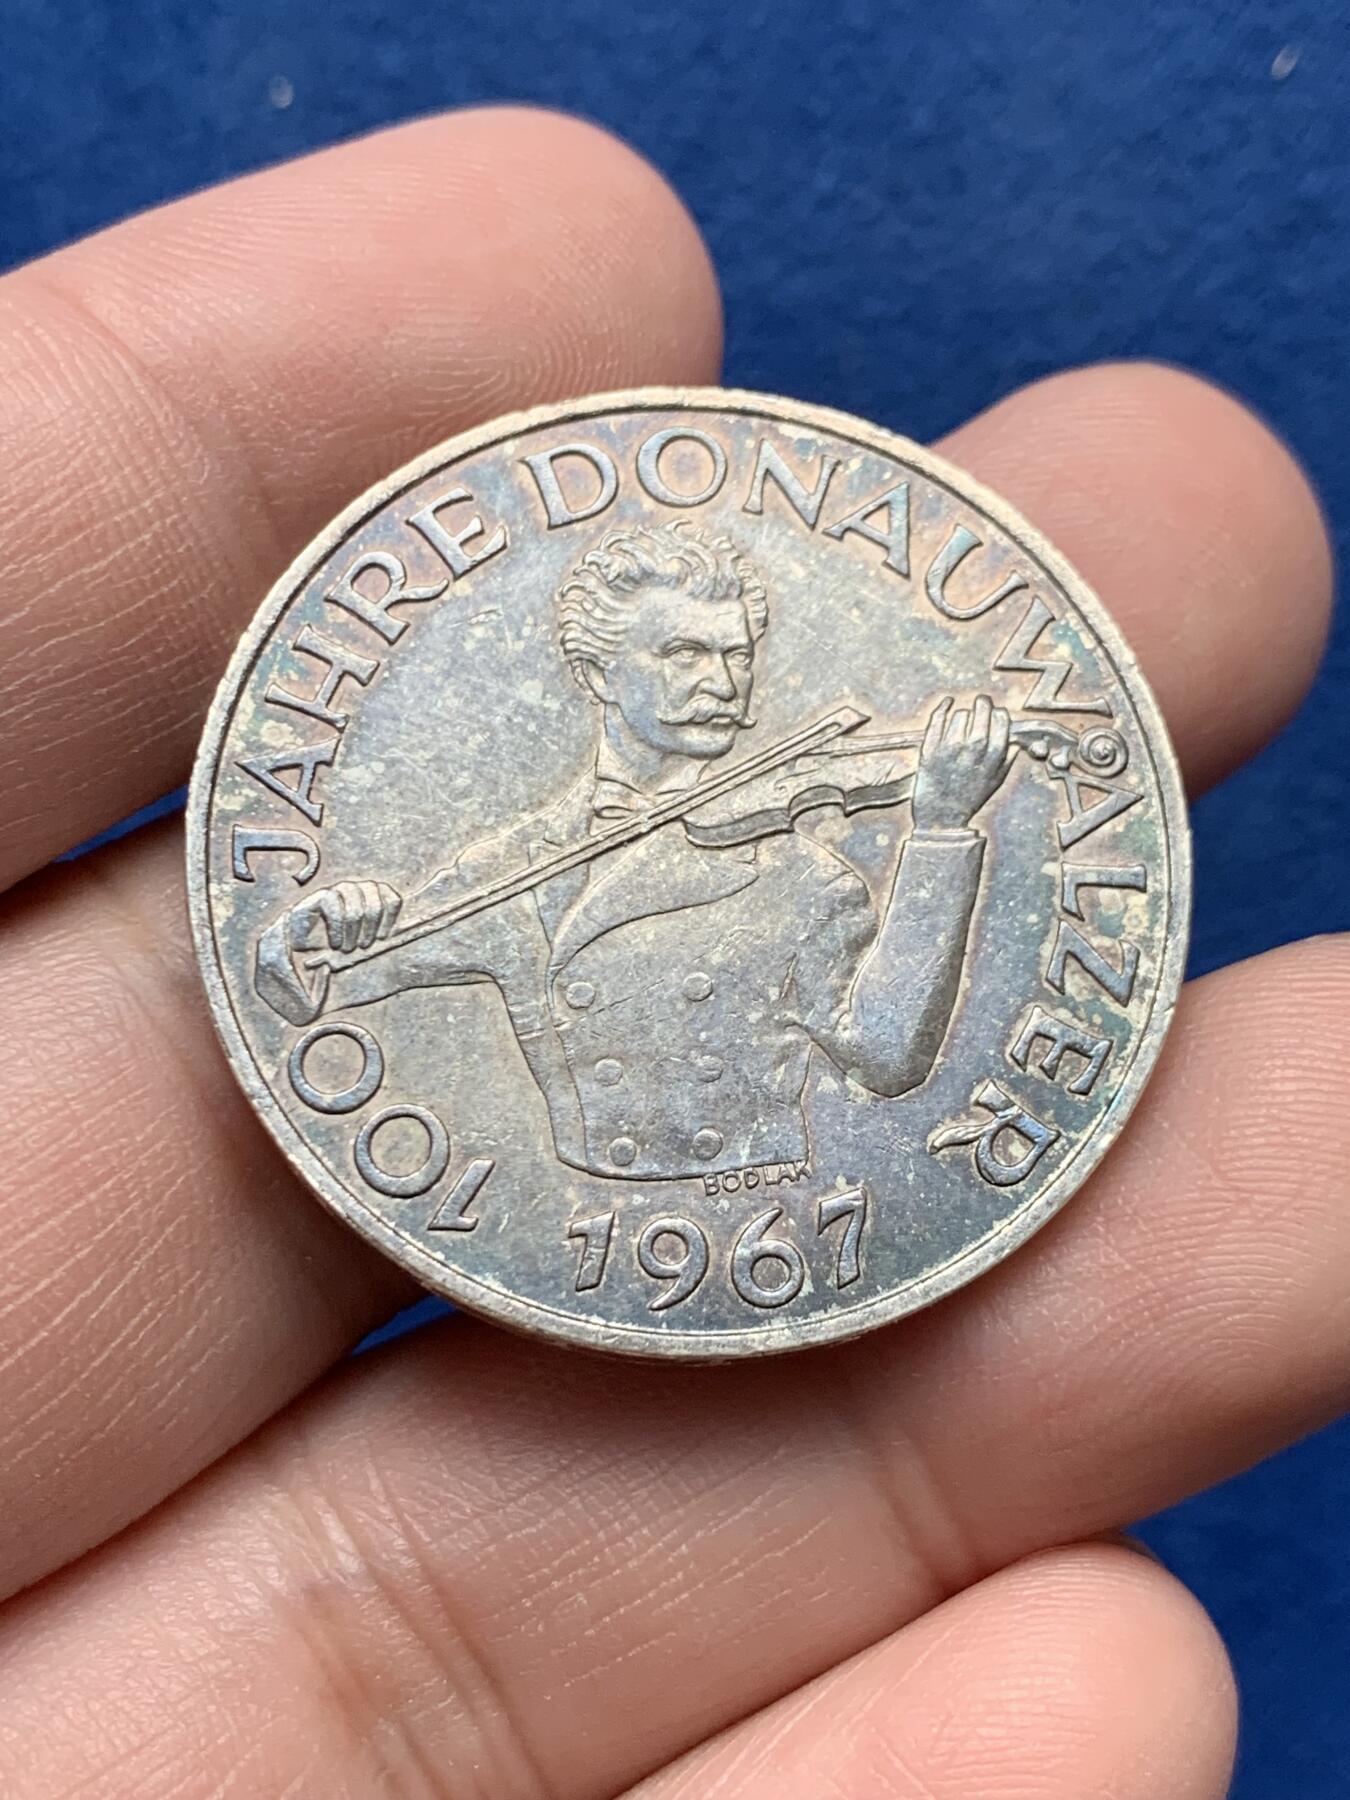 100 JAHRE DONAUWALZER
BODLAK
1967